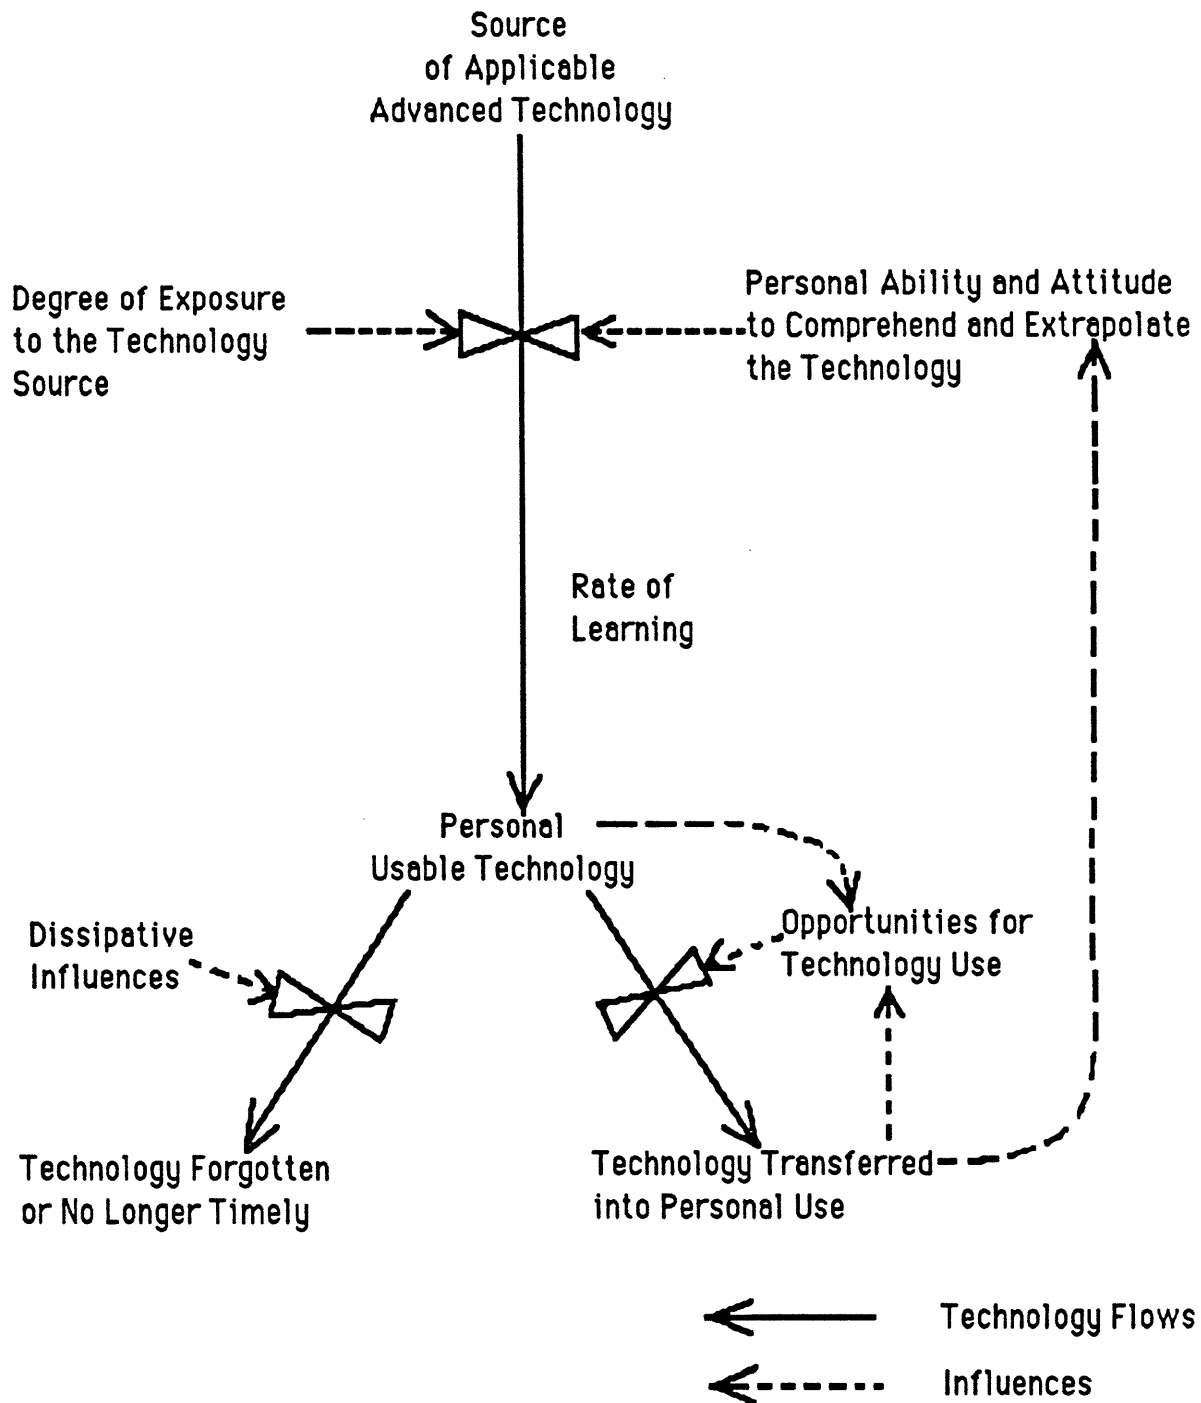 Source
of Applicable
Advanced Technology
Degree of Exposure
to the Technology
Source
Personal Ability and Attitude
to Comprehend and Extrapolate
the Technology
Rate of
Learning
Personal
Usable Technology
Dissipative
Influences
Opportunities for
Technology Use
Technology Forgotten
or No Longer Timely
Technology Transferred
into Personal Use
Technology Flows
Influences